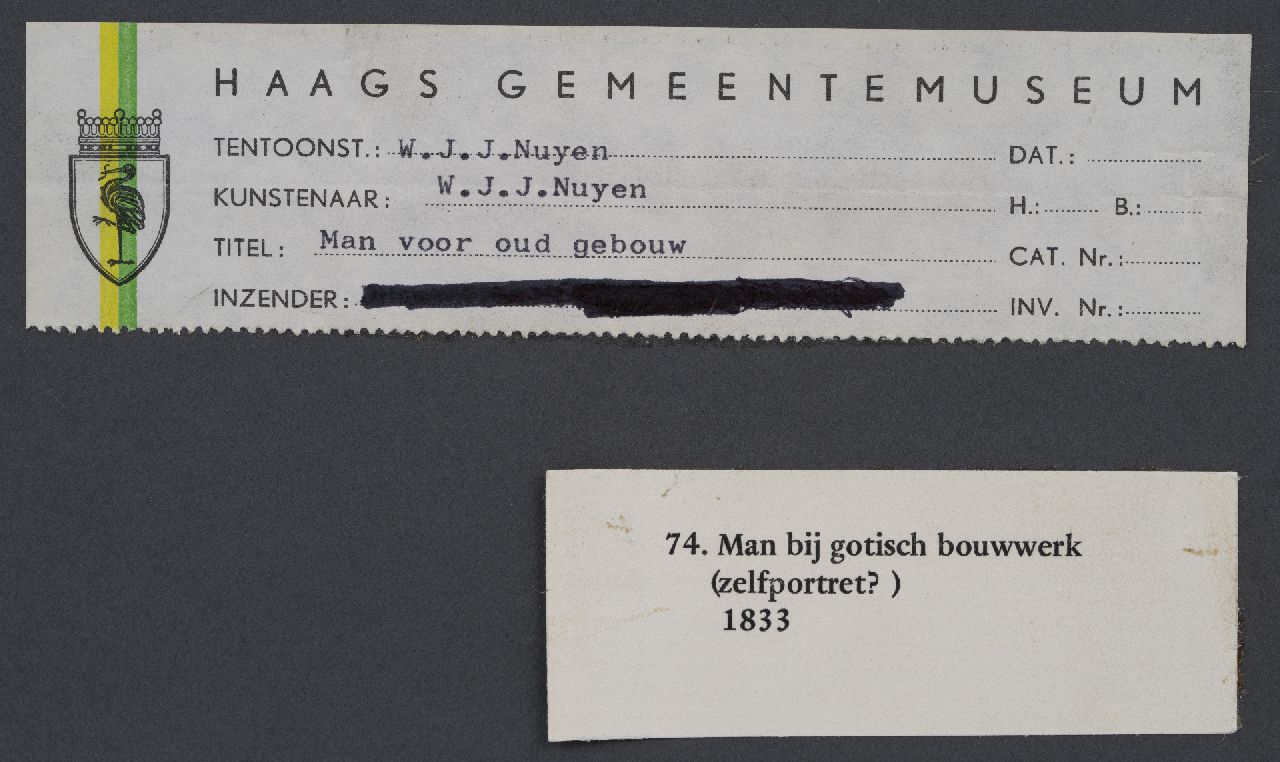 HAAGS GEMEENTEMUSEUM
TENTOONST.: W.J.J.Nuyen DAT.:
KUNSTENAAR: W.J.J.Nuyen H.: B.:
TITEL: Man voor oud gebouw CAT. Nr.:
INZENDER: INV. Nr.:
74. Man bij gotisch bouwwerk
(zelfportret? )
1833